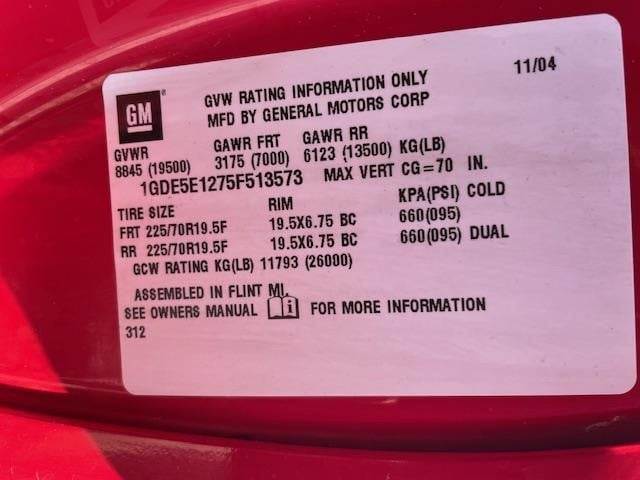 11/04
GM ®
GVW RATING INFORMATION ONLY
MFD BY GENERAL MOTORS CORP
GVWR GAWR FRT GAWR RR
8845 (19500) 3175 (7000) 6123 (13500) KG(LB)
1GDE5E1275F513573 MAX VERT CG=70 IN.
TIRE SIZE RIM KPA(PSI) COLD
FRT 225/70R19.5F 19.5X6.75 BC 660(095)
RR 225/70R19.5F 19.5X6.75 BC 660(095) DUAL
GCW RATING KG(LB) 11793 (26000)
ASSEMBLED IN FLINT MI.
SEE OWNERS MANUAL i FOR MORE INFORMATION
312